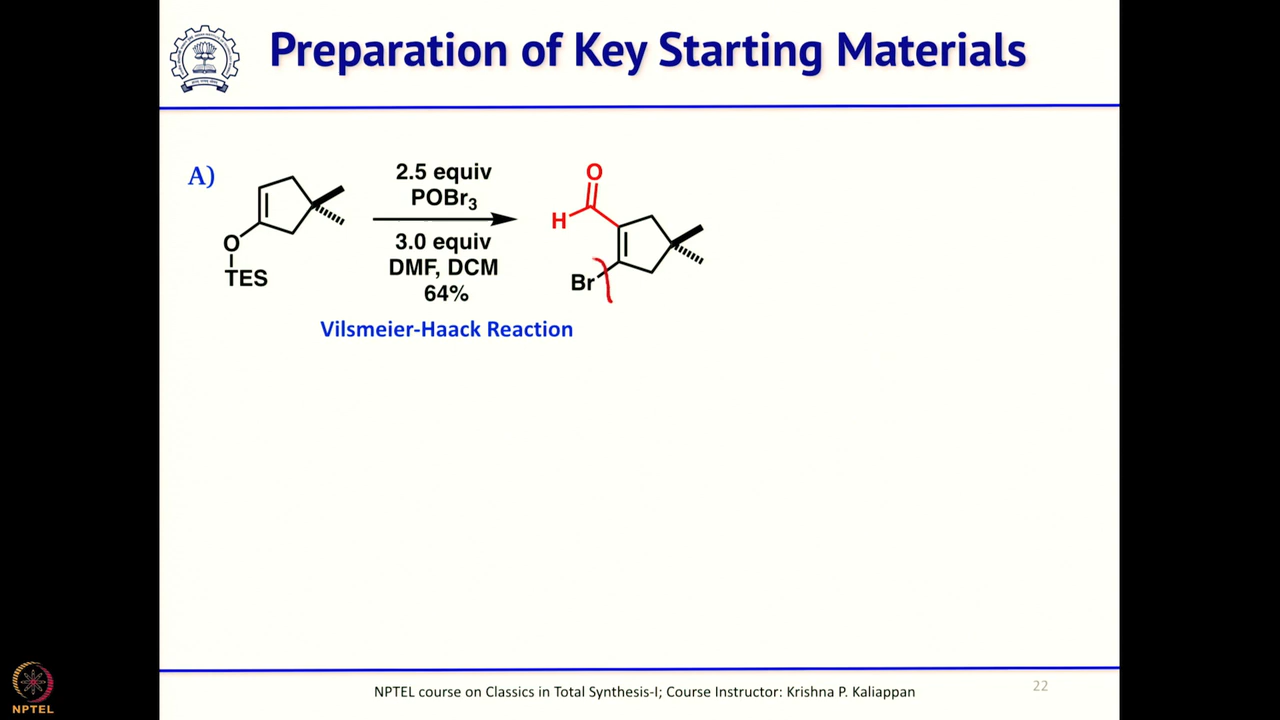 Preparation of Key Starting Materials
A)
2.5 equiv
POBr3
3.0 equiv
DMF, DCM
64%
O
TES
O
H
Br
Vilsmeier-Haack Reaction
NPTEL course on Classics in Total Synthesis-I; Course Instructor: Krishna P. Kaliappan
22
NPTEL